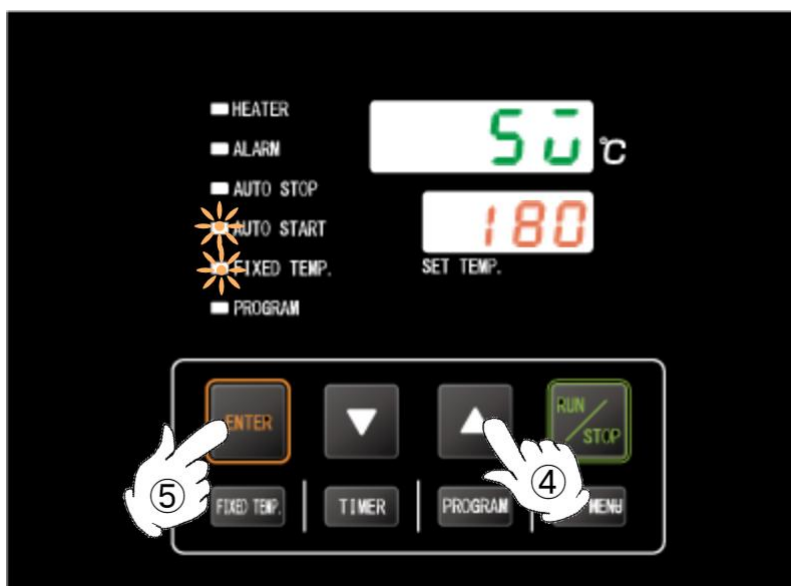 HEATER
ALARM
AUTO STOP
AUTO START
FIXED TEMP.
PROGRAM
SV
℃
180
SET TEMP.
ENTER
▼
▲
RUN/STOP
⑤
④
FIXED TEMP.
TIMER
PROGRAM
MENU